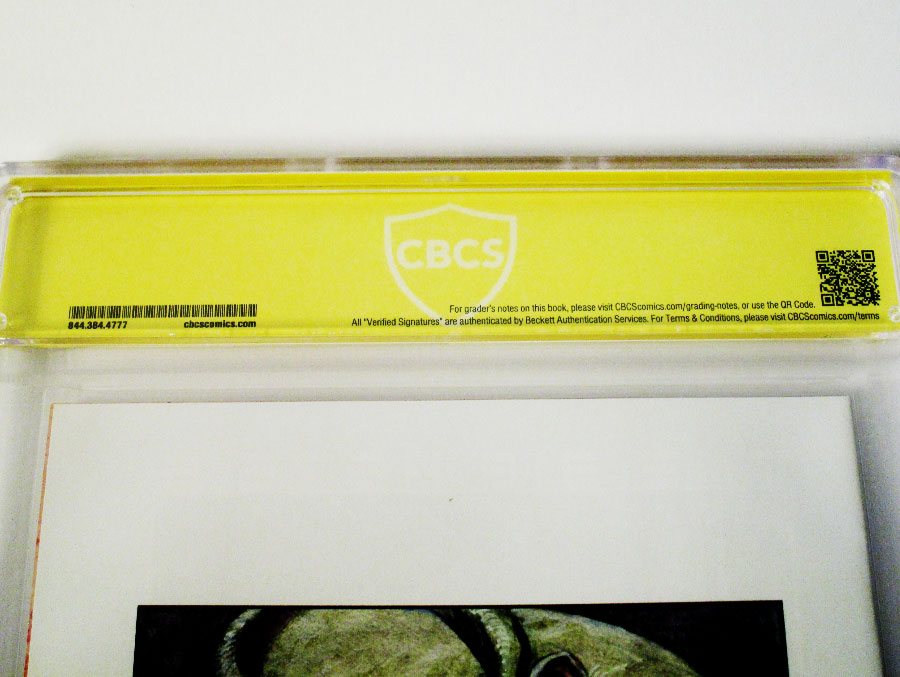 CBCS
For grader's notes on this book, please visit CBCScomics.com/grading-notes, or use the QR Code.
844.384.4777 cbcscomics.com
All "Verified Signatures" are authenticated by Beckett Authentication Services. For Terms & Conditions, please visit CBCScomics.com/terms